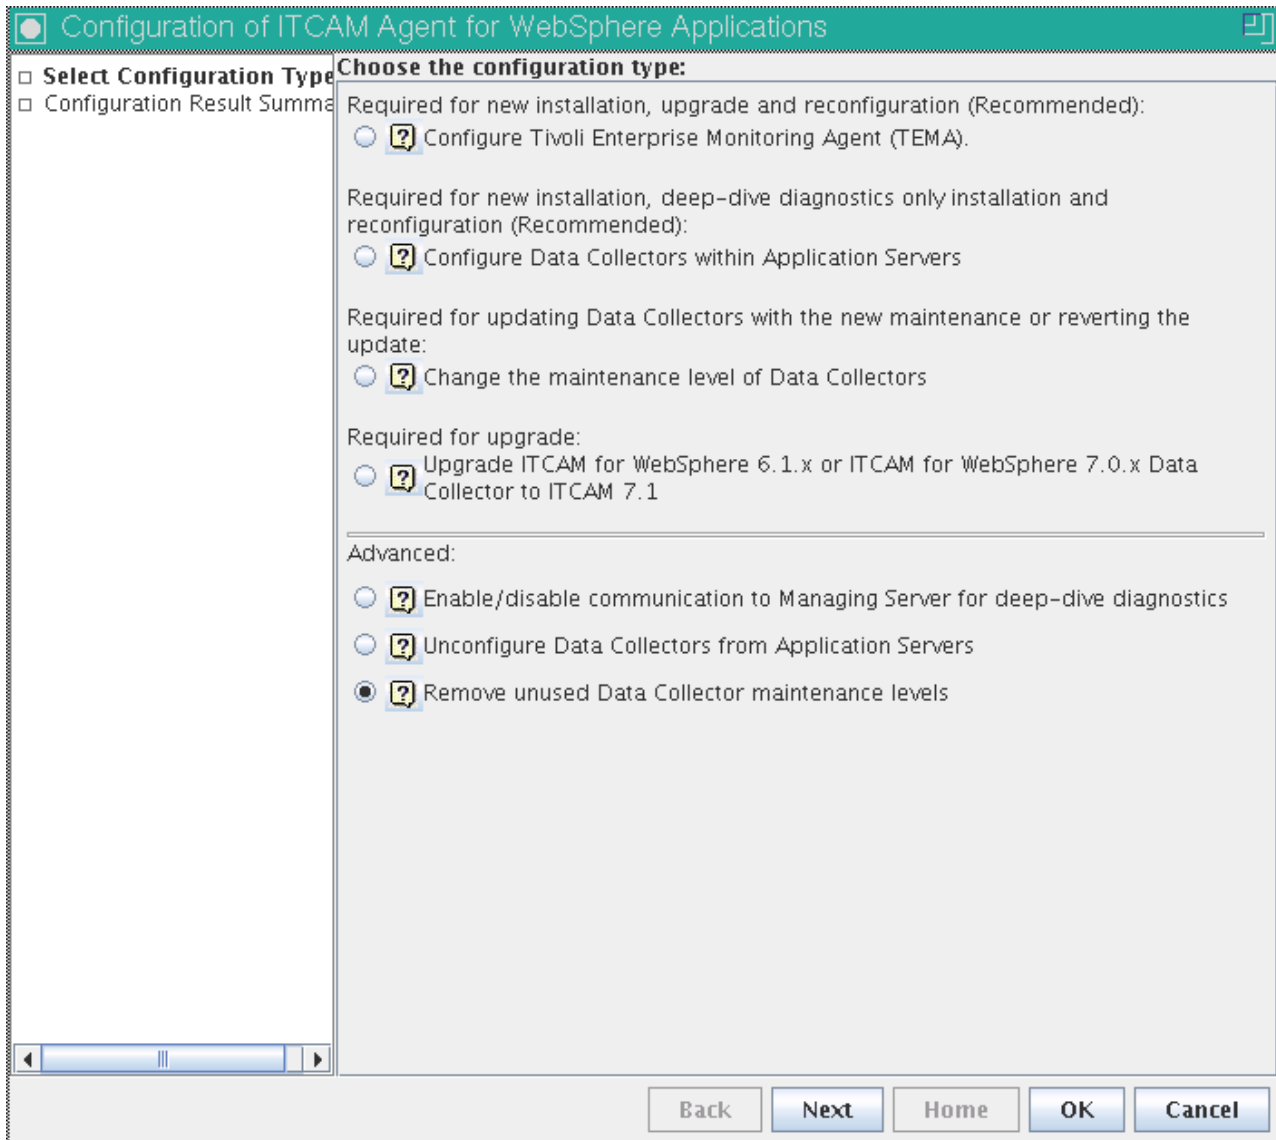 Configuration of ITCAM Agent for WebSphere Applications
Select Configuration Type
Configuration Result Summa
Choose the configuration type:
Required for new installation, upgrade and reconfiguration (Recommended):
Configure Tivoli Enterprise Monitoring Agent (TEMA).
Required for new installation, deep-dive diagnostics only installation and
reconfiguration (Recommended):
Configure Data Collectors within Application Servers
Required for updating Data Collectors with the new maintenance or reverting the
update:
Change the maintenance level of Data Collectors
Required for upgrade:
Upgrade ITCAM for WebSphere 6.1.x or ITCAM for WebSphere 7.0.x Data
Collector to ITCAM 7.1
Advanced:
Enable/disable communication to Managing Server for deep-dive diagnostics
Unconfigure Data Collectors from Application Servers
Remove unused Data Collector maintenance levels
Back Next Home OK Cancel